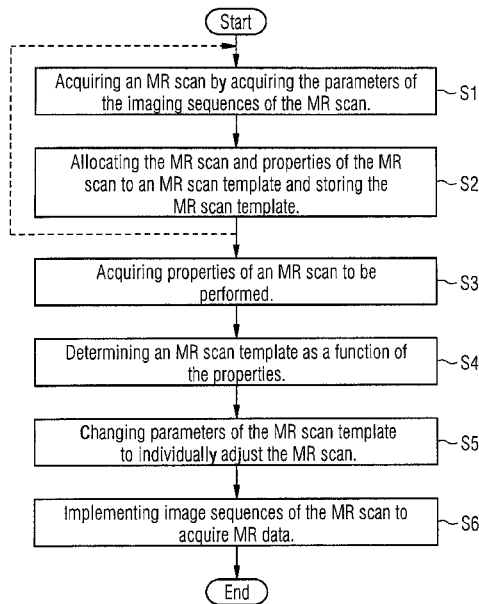 Start
Acquiring an MR scan by acquiring the parameters of
the imaging sequences of the MR scan.
S1
Allocating the MR scan and properties of the MR
scan to an MR scan template and storing the
MR scan template.
S2
Acquiring properties of an MR scan to be
performed.
S3
Determining an MR scan template as a function of
the properties.
S4
Changing parameters of the MR scan template
to individually adjust the MR scan.
S5
Implementing image sequences of the MR scan to
acquire MR data.
S6
End